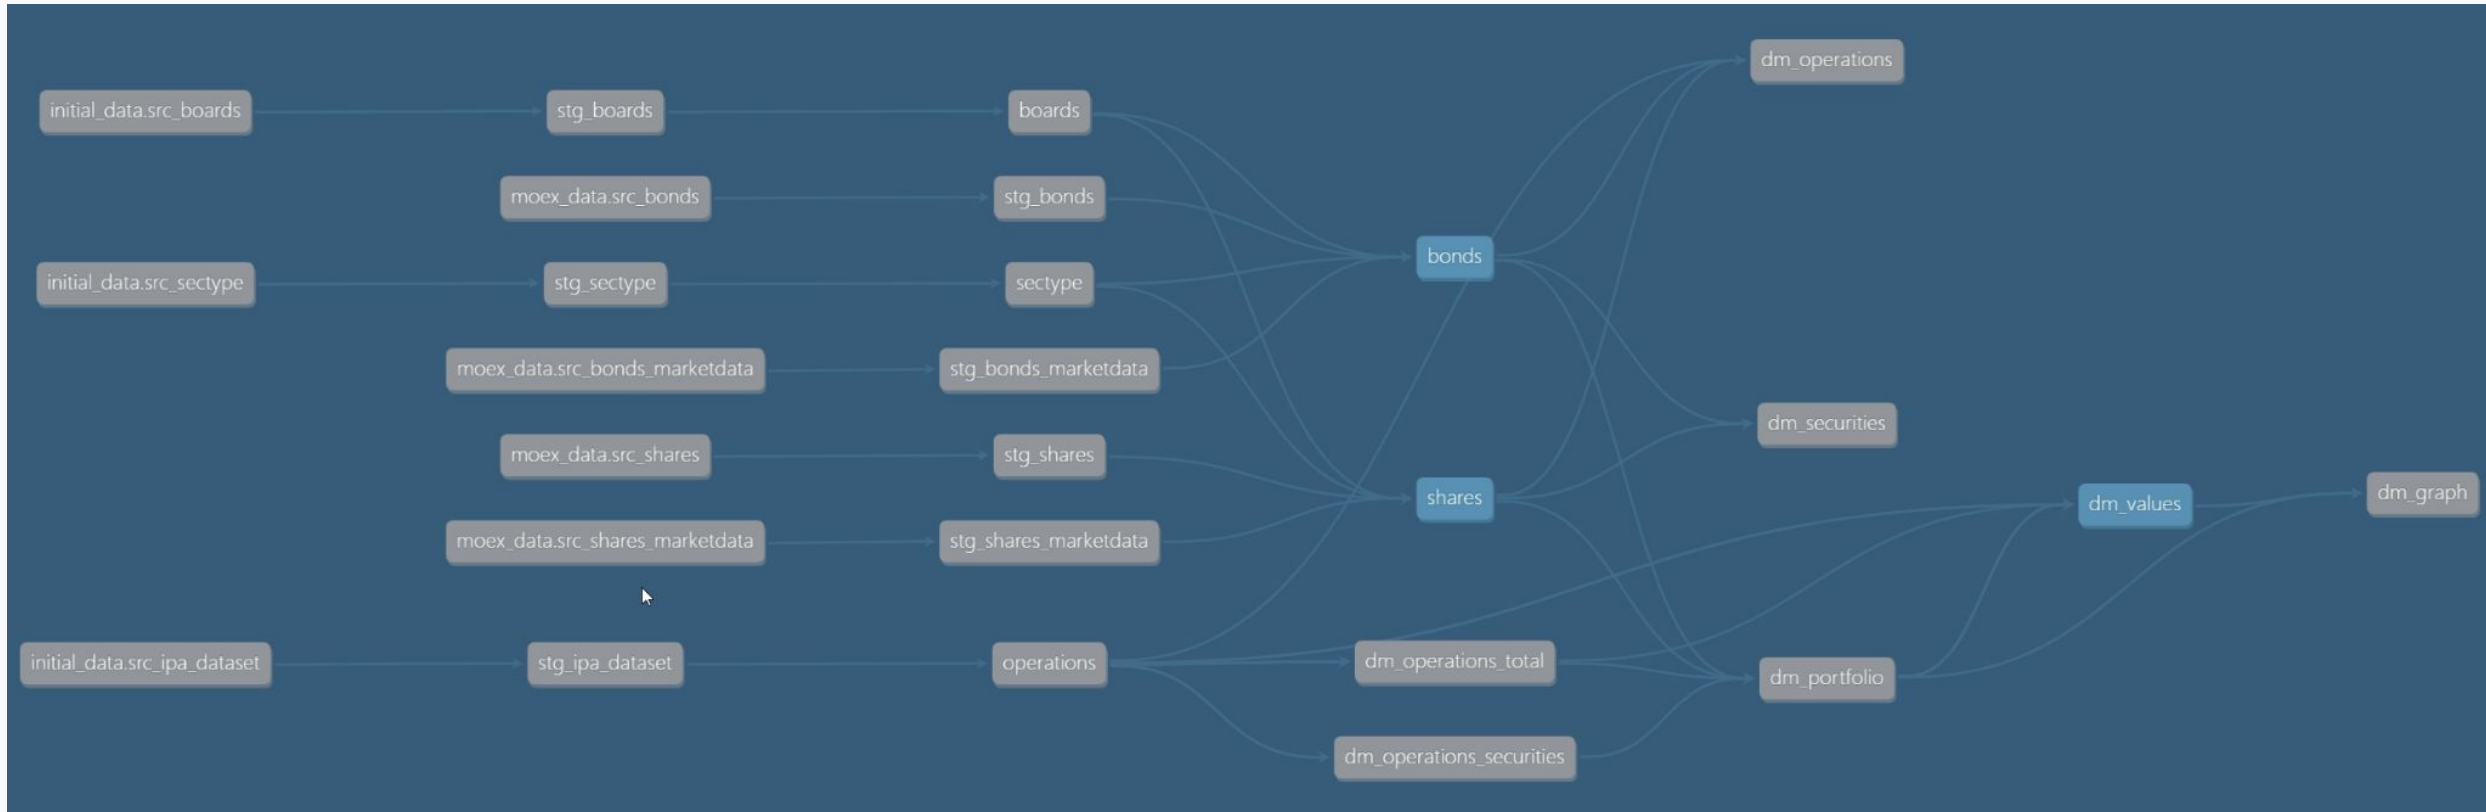 dm_operations
initial_data.src_boards
stg_boards
boards
moex_data.src_bonds
stg_bonds
bonds
initial_data.src_sectype
stg_sectype
sectype
moex_data.src_bonds_marketdata
stg_bonds_marketdata
dm_securities
moex_data.src_shares
stg_shares
shares
dm_values
dm_graph
moex_data.src_shares_marketdata
stg_shares_marketdata
initial_data.src_ipa_dataset
stg_ipa_dataset
operations
dm_operations_total
dm_portfolio
dm_operations_securities